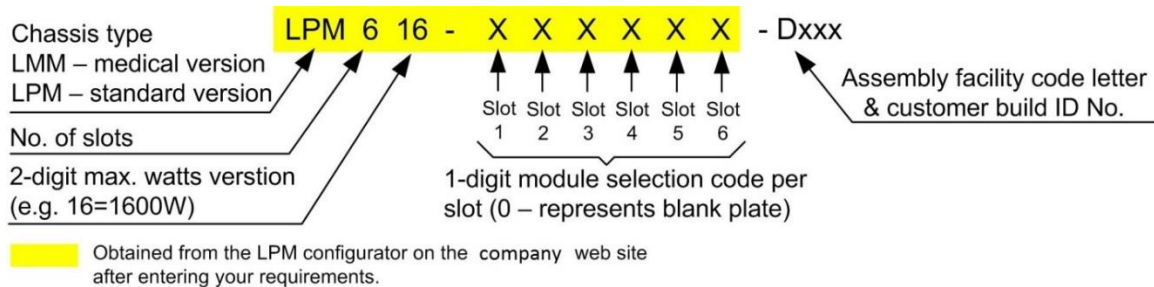 Chassis type
LMM – medical version
LPM – standard version
No. of slots
2-digit max. watts verstion
(e.g. 16=1600W)
LPM 6 16 - X X X X X X - Dxxx
Slot Slot Slot Slot Slot Slot
1 2 3 4 5 6
1-digit module selection code per
slot (0 – represents blank plate)
Assembly facility code letter
& customer build ID No.
Obtained from the LPM configurator on the company web site
after entering your requirements.